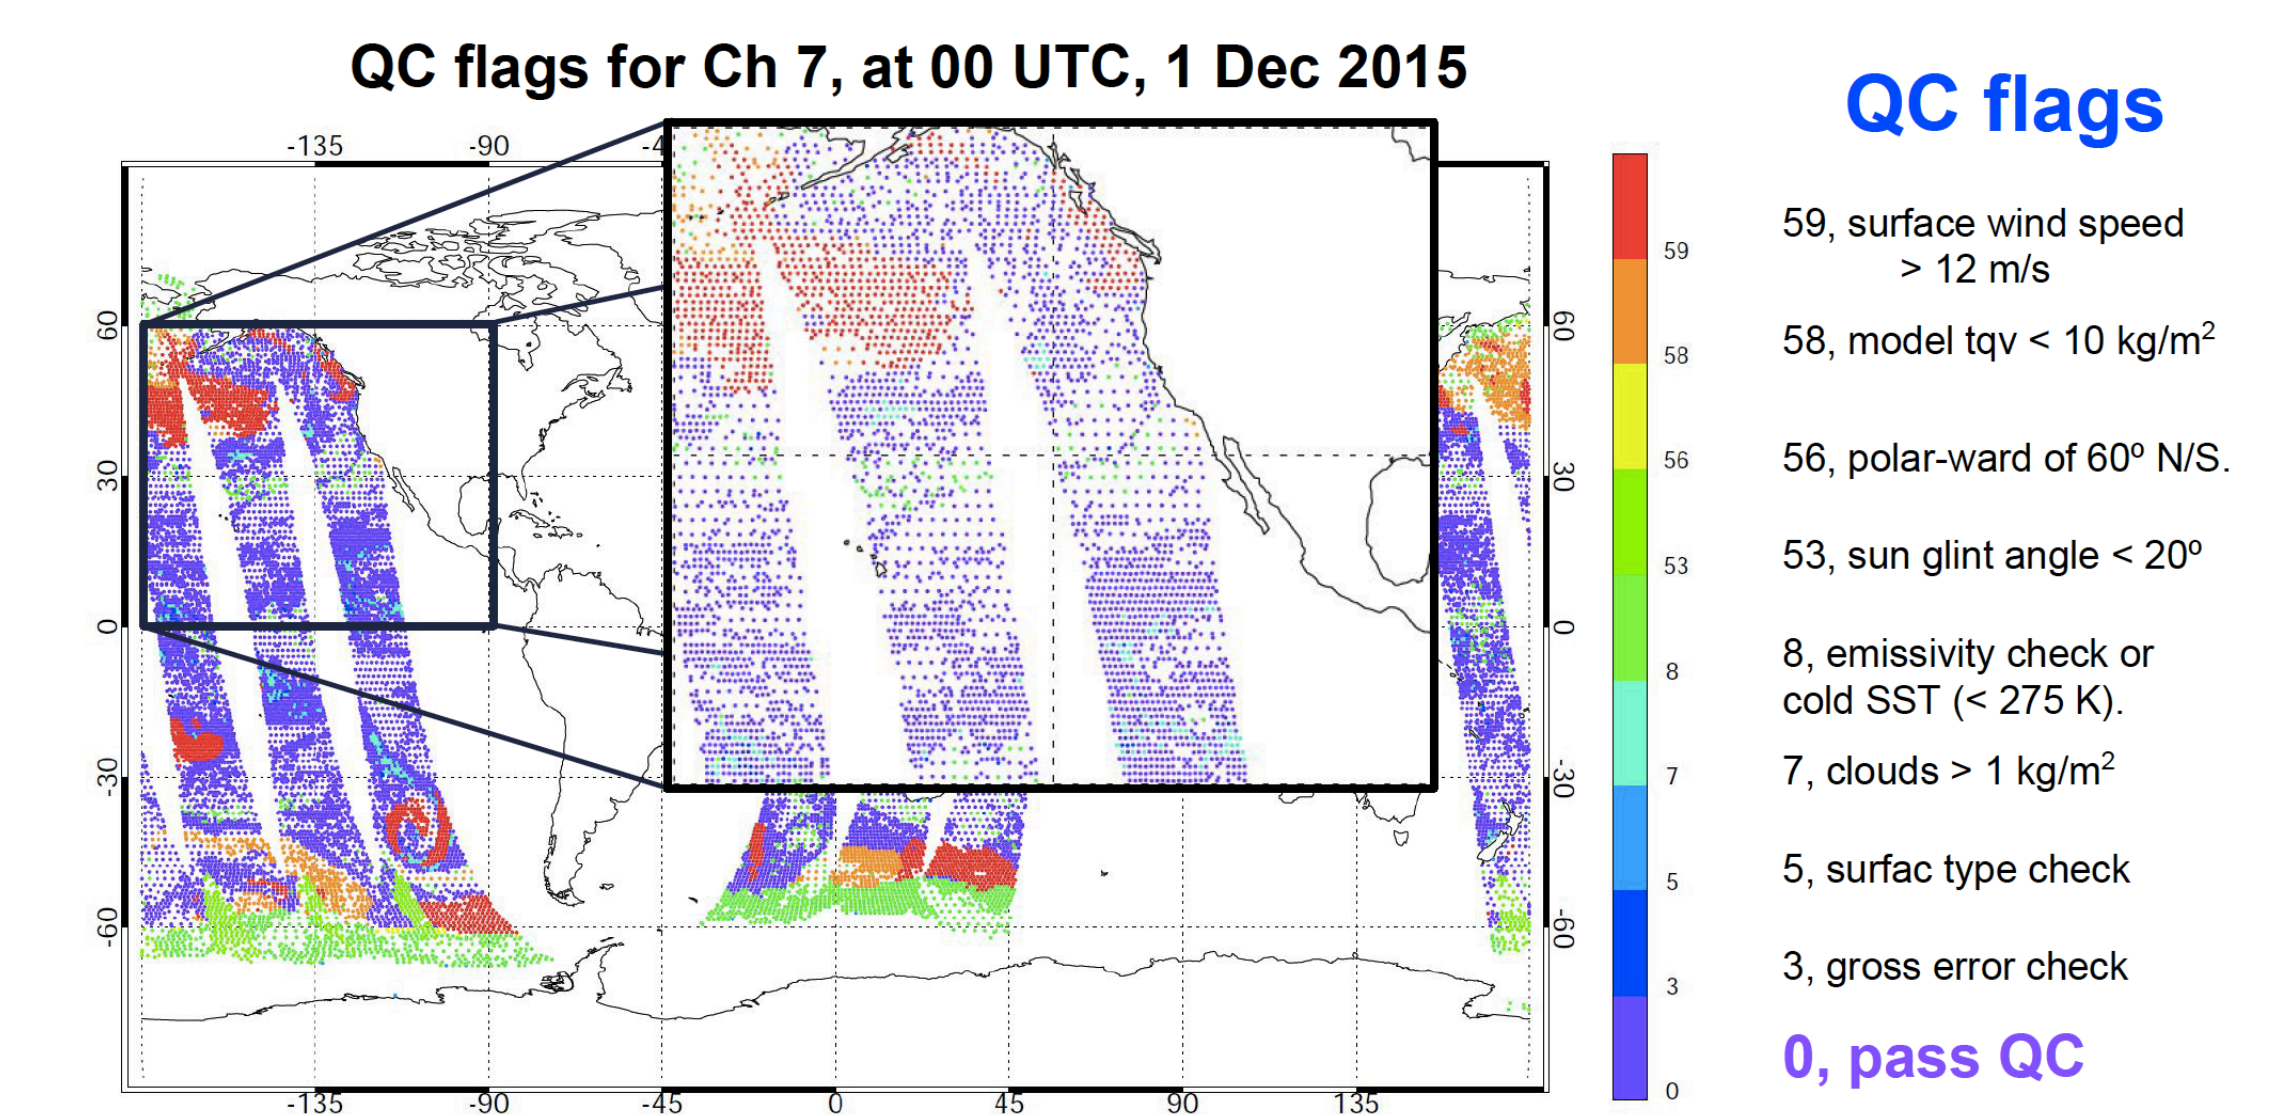 QC flags for Ch 7, at 00 UTC, 1 Dec 2015
-135 -90 -4
60
30
0
-30
-60
60
30
0
-30
-60
-135 -90 -45 0 45 90 135
59
58
56
53
8
7
5
3
0
QC flags
59, surface wind speed
> 12 m/s
58, model tqv < 10 kg/m²
56, polar-ward of 60º N/S.
53, sun glint angle < 20º
8, emissivity check or
cold SST (< 275 K).
7, clouds > 1 kg/m²
5, surfac type check
3, gross error check
0, pass QC